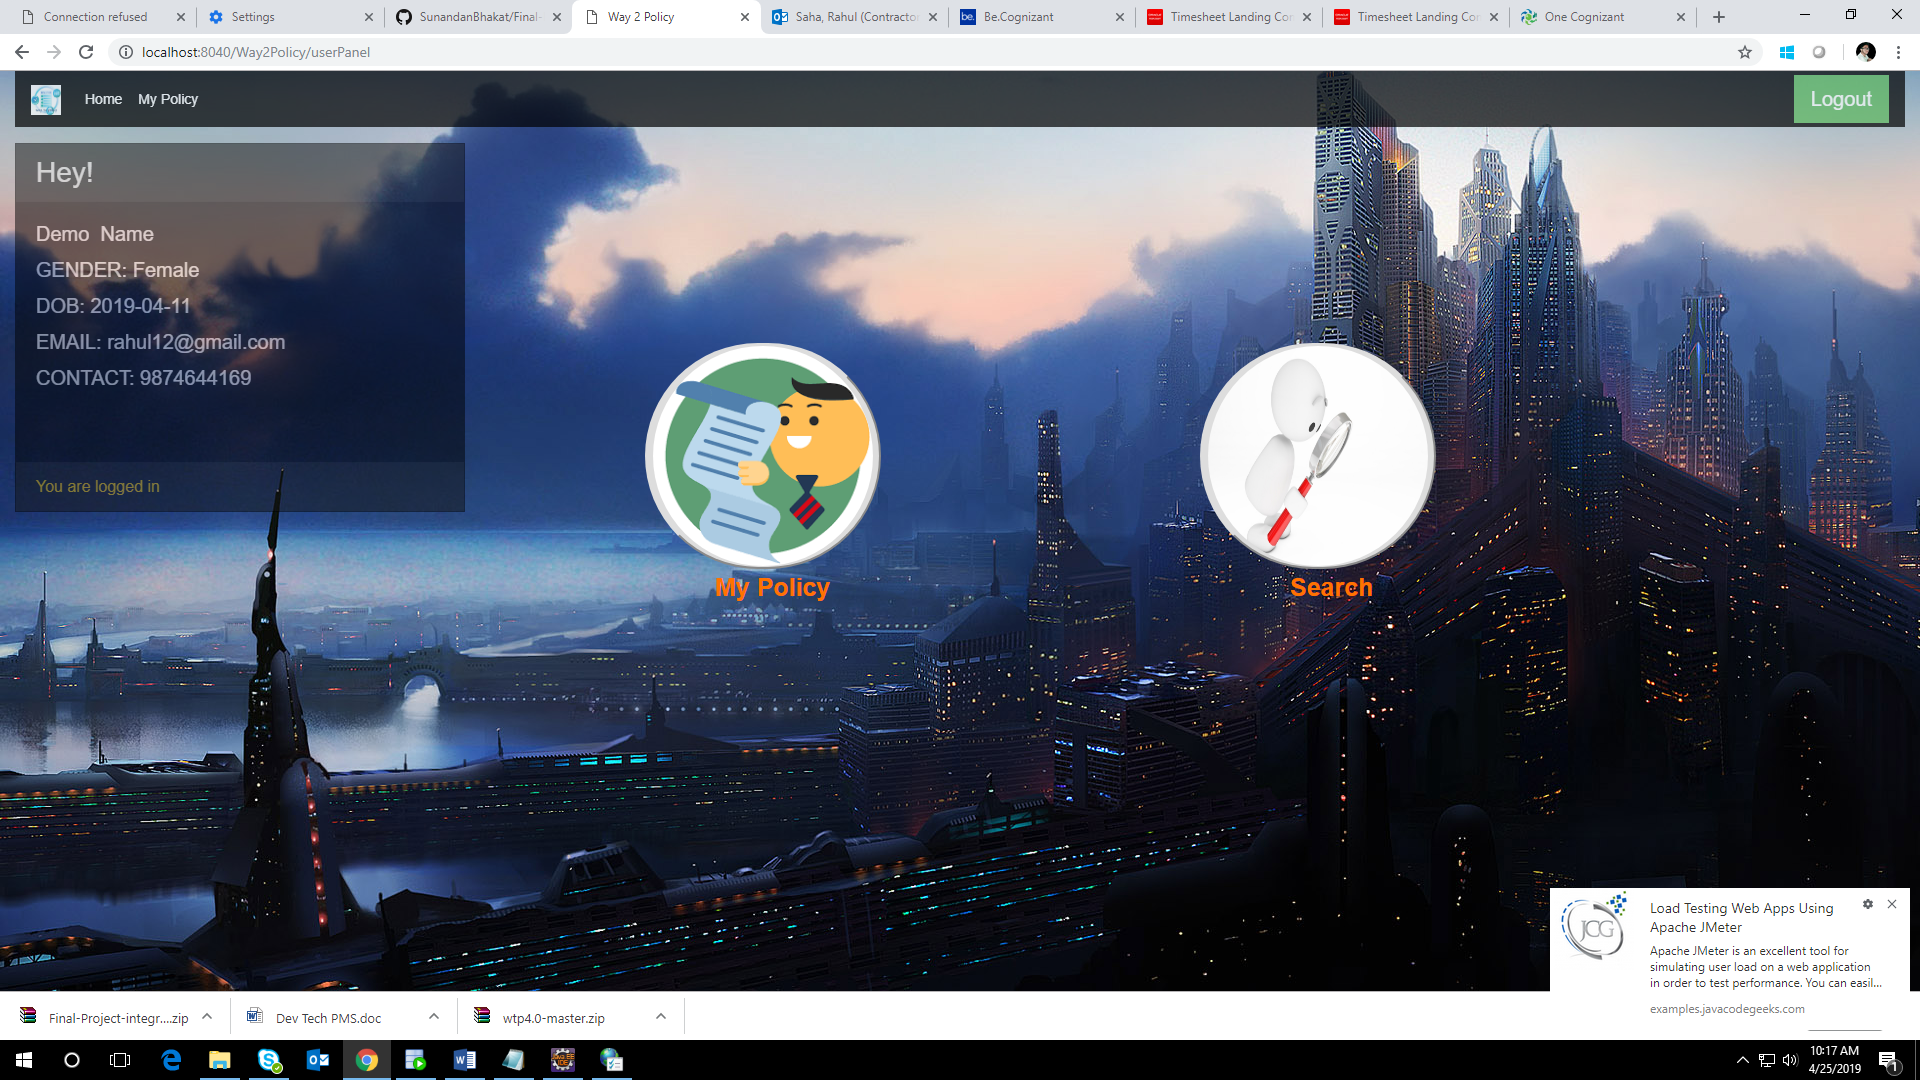 Connection refused
Settings
SunandanBhakat/Final-
Way 2 Policy
Saha, Rahul (Contractor
Be.Cognizant
Timesheet Landing Con
Timesheet Landing Con
One Cognizant
localhost:8040/Way2Policy/userPanel
Home
My Policy
Logout
Hey!
Demo Name
GENDER: Female
DOB: 2019-04-11
EMAIL: rahul12@gmail.com
CONTACT: 9874644169
You are logged in
My Policy
Search
JCG
Load Testing Web Apps Using
Apache JMeter
Apache JMeter is an excellent tool for
simulating user load on a web application
in order to test performance. You can easil...
examples.javacodegeeks.com
Final-Project-integr....zip
Dev Tech PMS.doc
wtp4.0-master.zip
10:17 AM
4/25/2019
1